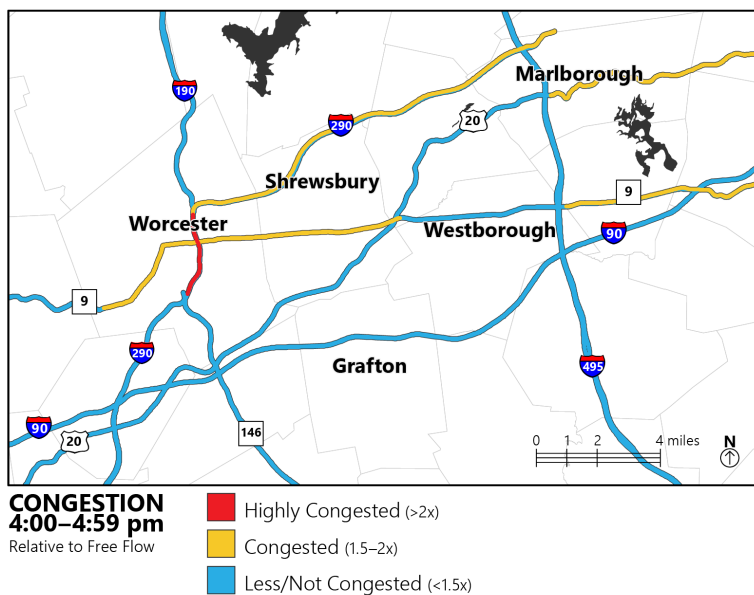 190
Marlborough
20
290
Shrewsbury
9
Worcester
Westborough
90
9
290
Grafton
495
90
20
146
0 1 2 4 miles
N
CONGESTION
4:00–4:59 pm
Relative to Free Flow
Highly Congested (>2x)
Congested (1.5–2x)
Less/Not Congested (<1.5x)